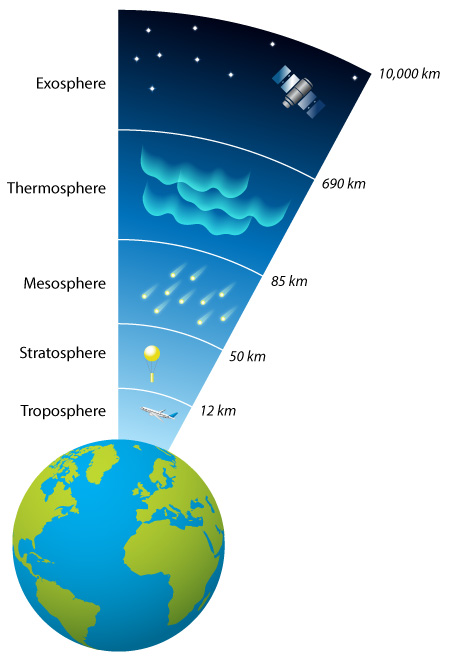 10,000 km
Exosphere
690 km
Thermosphere
85 km
Mesosphere
50 km
Stratosphere
12 km
Troposphere